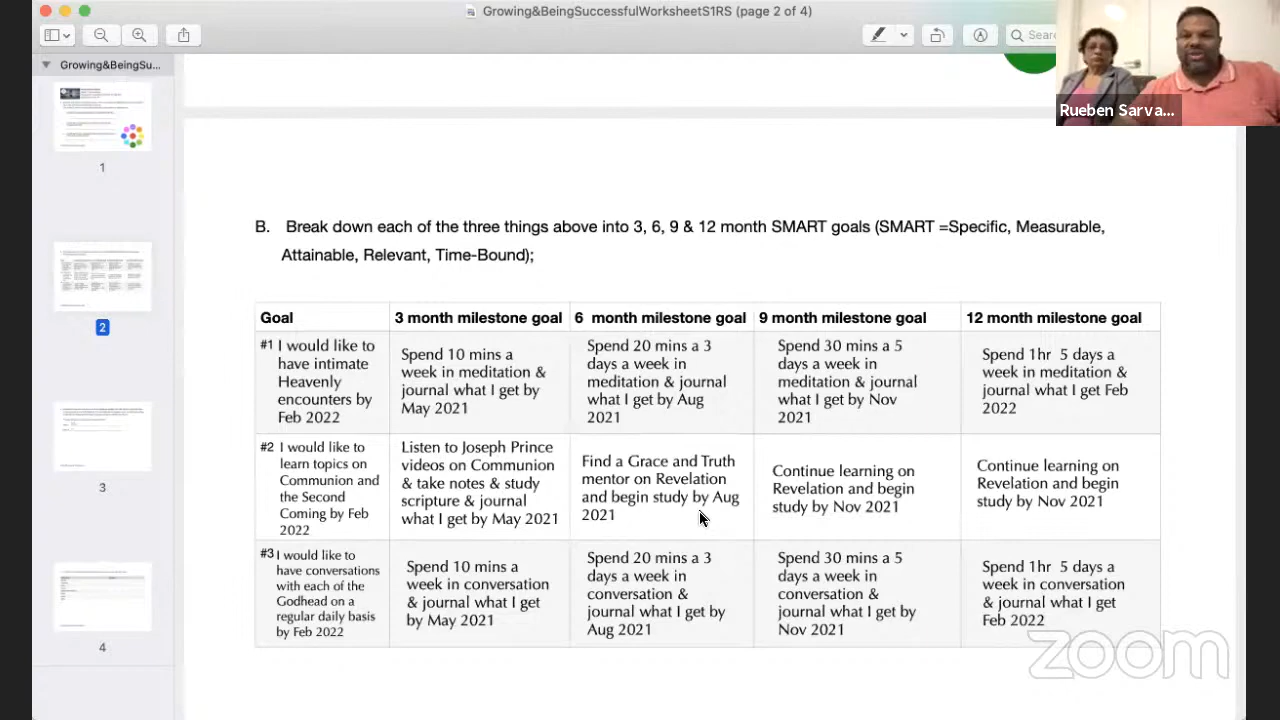 Growing&BeingSuccessfulWorksheetS1RS (page 2 of 4)
Sear
Growing&BeingSu...
Rueben Sarva...
1
2
3
4
B. Break down each of the three things above into 3, 6, 9 & 12 month SMART goals (SMART =Specific, Measurable,
Attainable, Relevant, Time-Bound);
Goal
3 month milestone goal
6 month milestone goal
9 month milestone goal
12 month milestone goal
#1 I would like to
have intimate
Heavenly
encounters by
Feb 2022
Spend 10 mins a
week in meditation &
journal what I get by
May 2021
Spend 20 mins a 3
days a week in
meditation & journal
what I get by Aug
2021
Spend 30 mins a 5
days a week in
meditation & journal
what I get by Nov
2021
Spend 1hr 5 days a
week in meditation &
journal what I get Feb
2022
#2 I would like to
learn topics on
Communion and
the Second
Coming by Feb
2022
Listen to Joseph Prince
videos on Communion
& take notes & study
scripture & journal
what I get by May 2021
Find a Grace and Truth
mentor on Revelation
and begin study by Aug
2021
Continue learning on
Revelation and begin
study by Nov 2021
Continue learning on
Revelation and begin
study by Nov 2021
#3 I would like to
have conversations
with each of the
Godhead on a
regular daily basis
by Feb 2022
Spend 10 mins a
week in conversation
& journal what I get
by May 2021
Spend 20 mins a 3
days a week in
conversation &
journal what I get by
Aug 2021
Spend 30 mins a 5
days a week in
conversation &
journal what I get by
Nov 2021
Spend 1hr 5 days a
week in conversation
& journal what I get
Feb 2022
zoom